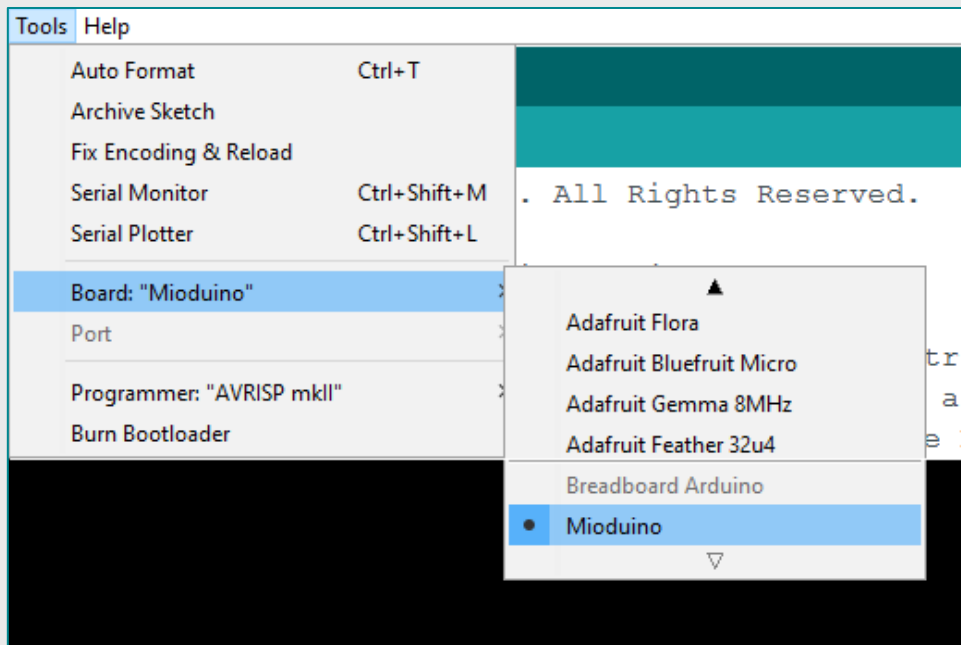 Tools Help
Auto Format Ctrl+T
Archive Sketch
Fix Encoding & Reload
Serial Monitor Ctrl+Shift+M
Serial Plotter Ctrl+Shift+L
Board: "Mioduino"
Port
Programmer: "AVRISP mkII"
Burn Bootloader
. All Rights Reserved.
Adafruit Flora
Adafruit Bluefruit Micro
Adafruit Gemma 8MHz
Adafruit Feather 32u4
Breadboard Arduino
Mioduino
tr
a
e